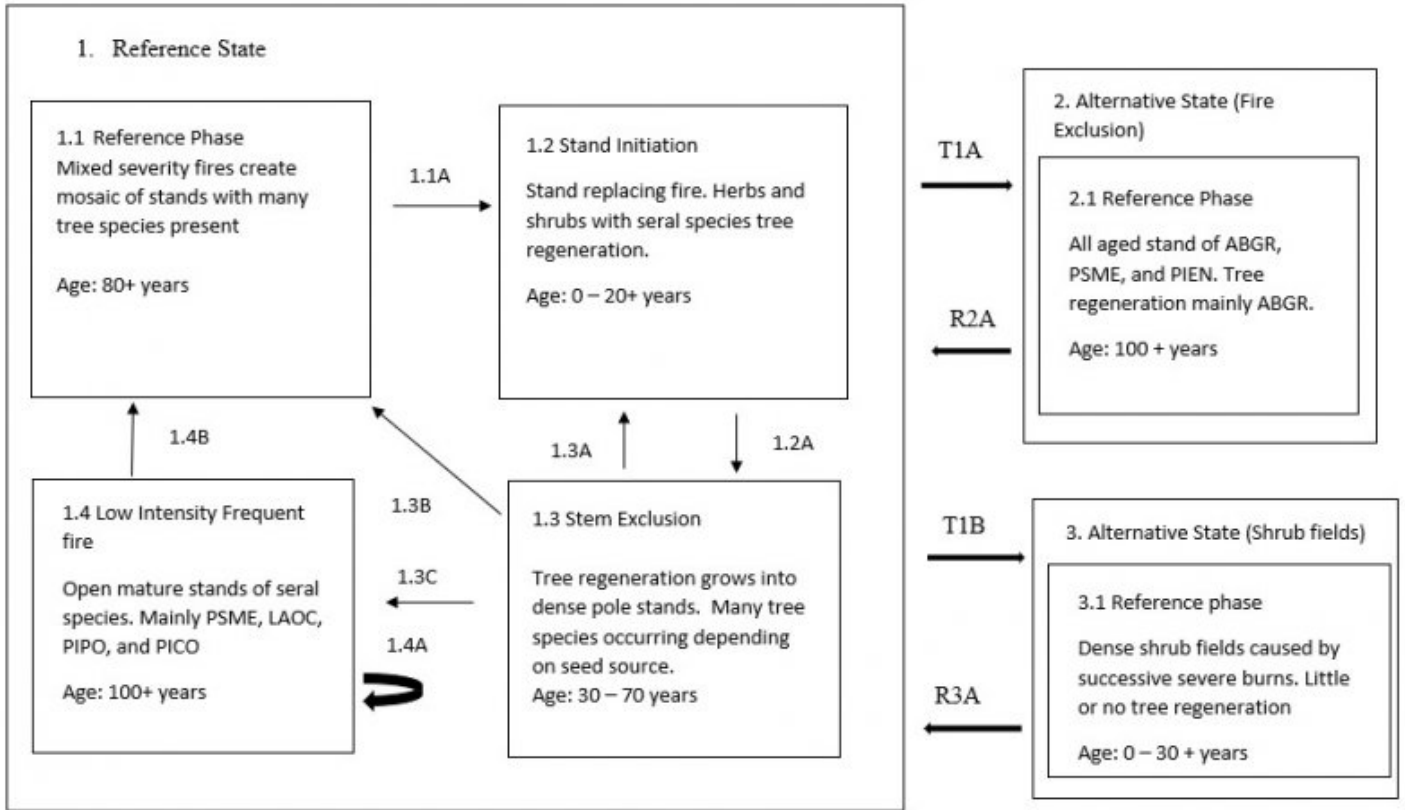 1. Reference State
1.1 Reference Phase
Mixed severity fires create
mosaic of stands with many
tree species present
Age: 80+ years
1.1A
1.2 Stand Initiation
Stand replacing fire. Herbs and
shrubs with seral species tree
regeneration.
Age: 0 – 20+ years
1.4B
1.3B
1.3A
1.2A
1.4 Low Intensity Frequent
fire
Open mature stands of seral
species. Mainly PSME, LAOC,
PIPO, and PICO
Age: 100+ years
1.3C
1.4A
1.3 Stem Exclusion
Tree regeneration grows into
dense pole stands. Many tree
species occurring depending
on seed source.
Age: 30 – 70 years
T1A
R2A
2. Alternative State (Fire
Exclusion)
2.1 Reference Phase
All aged stand of ABGR,
PSME, and PIEN. Tree
regeneration mainly ABGR.
Age: 100 + years
T1B
R3A
3. Alternative State (Shrub fields)
3.1 Reference phase
Dense shrub fields caused by
successive severe burns. Little
or no tree regeneration
Age: 0 – 30 + years